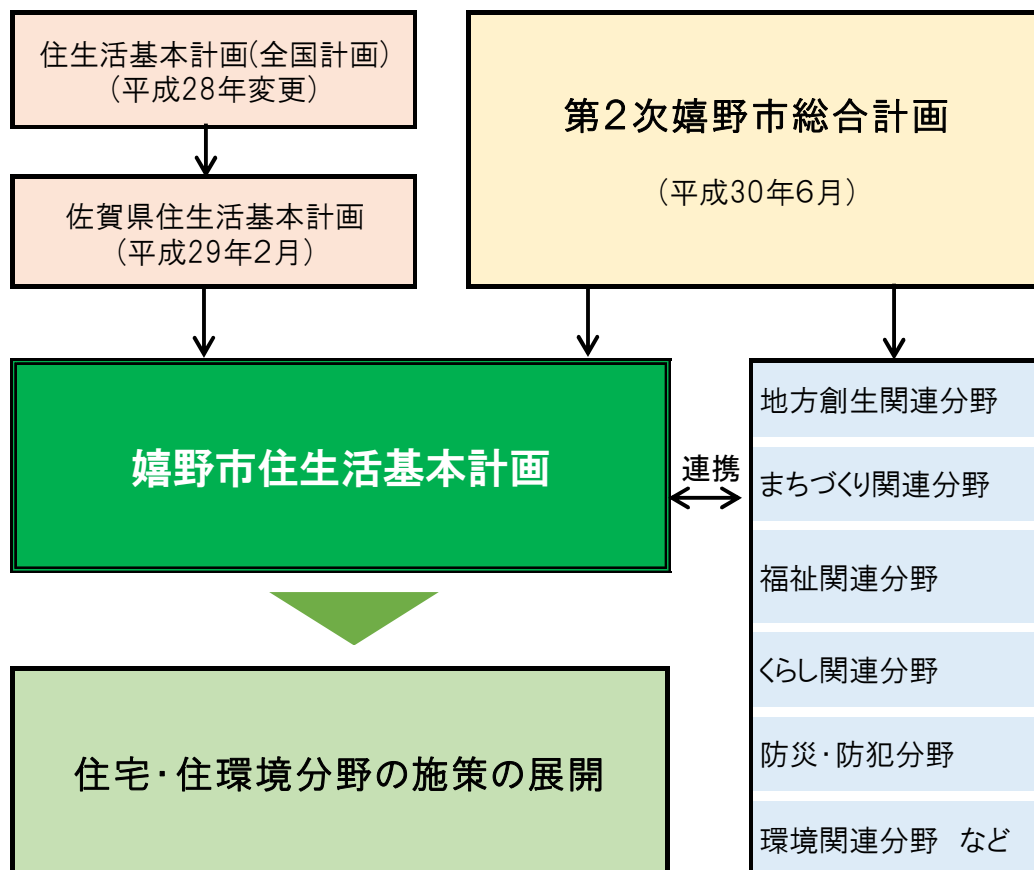 住生活基本計画(全国計画)
(平成28年変更)
佐賀県住生活基本計画
(平成29年2月)
第2次嬉野市総合計画
(平成30年6月)
嬉野市住生活基本計画
連携
地方創生関連分野
まちづくり関連分野
福祉関連分野
くらし関連分野
防災・防犯分野
環境関連分野 など
住宅・住環境分野の施策の展開